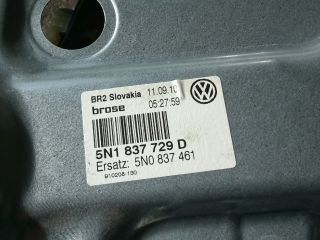 BR2 Slovakia 11.09.10
brose 05:27:59
5N1 837 729 D
Ersatz: 5N0 837 461
910208-130